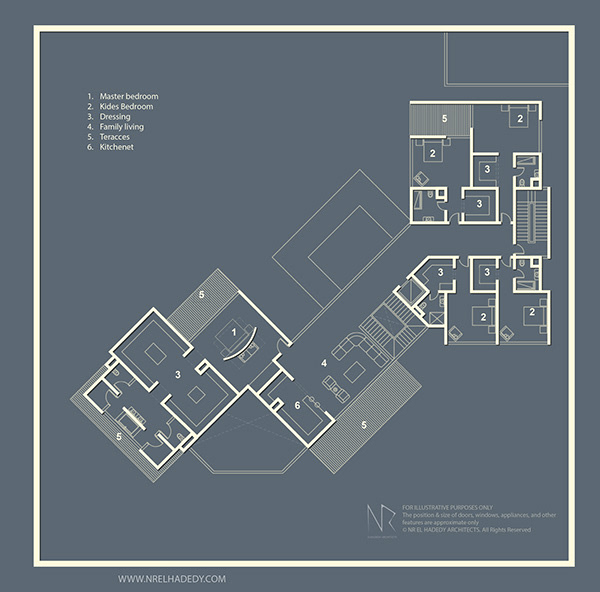 1. Master bedroom
2. Kides Bedroom
3. Dressing
4. Family living
5. Teracces
6. Kitchenet
5
2
2
3
3
3
3
2
2
5
1
3
4
6
5
5
NR
FOR ILLUSTRATIVE PURPOSES ONLY
The position & size of doors, windows, appliances, and other
features are approximate only
© NR EL HADEDY ARCHITECTS. All Rights Reserved
WWW.NRELHADEDY.COM